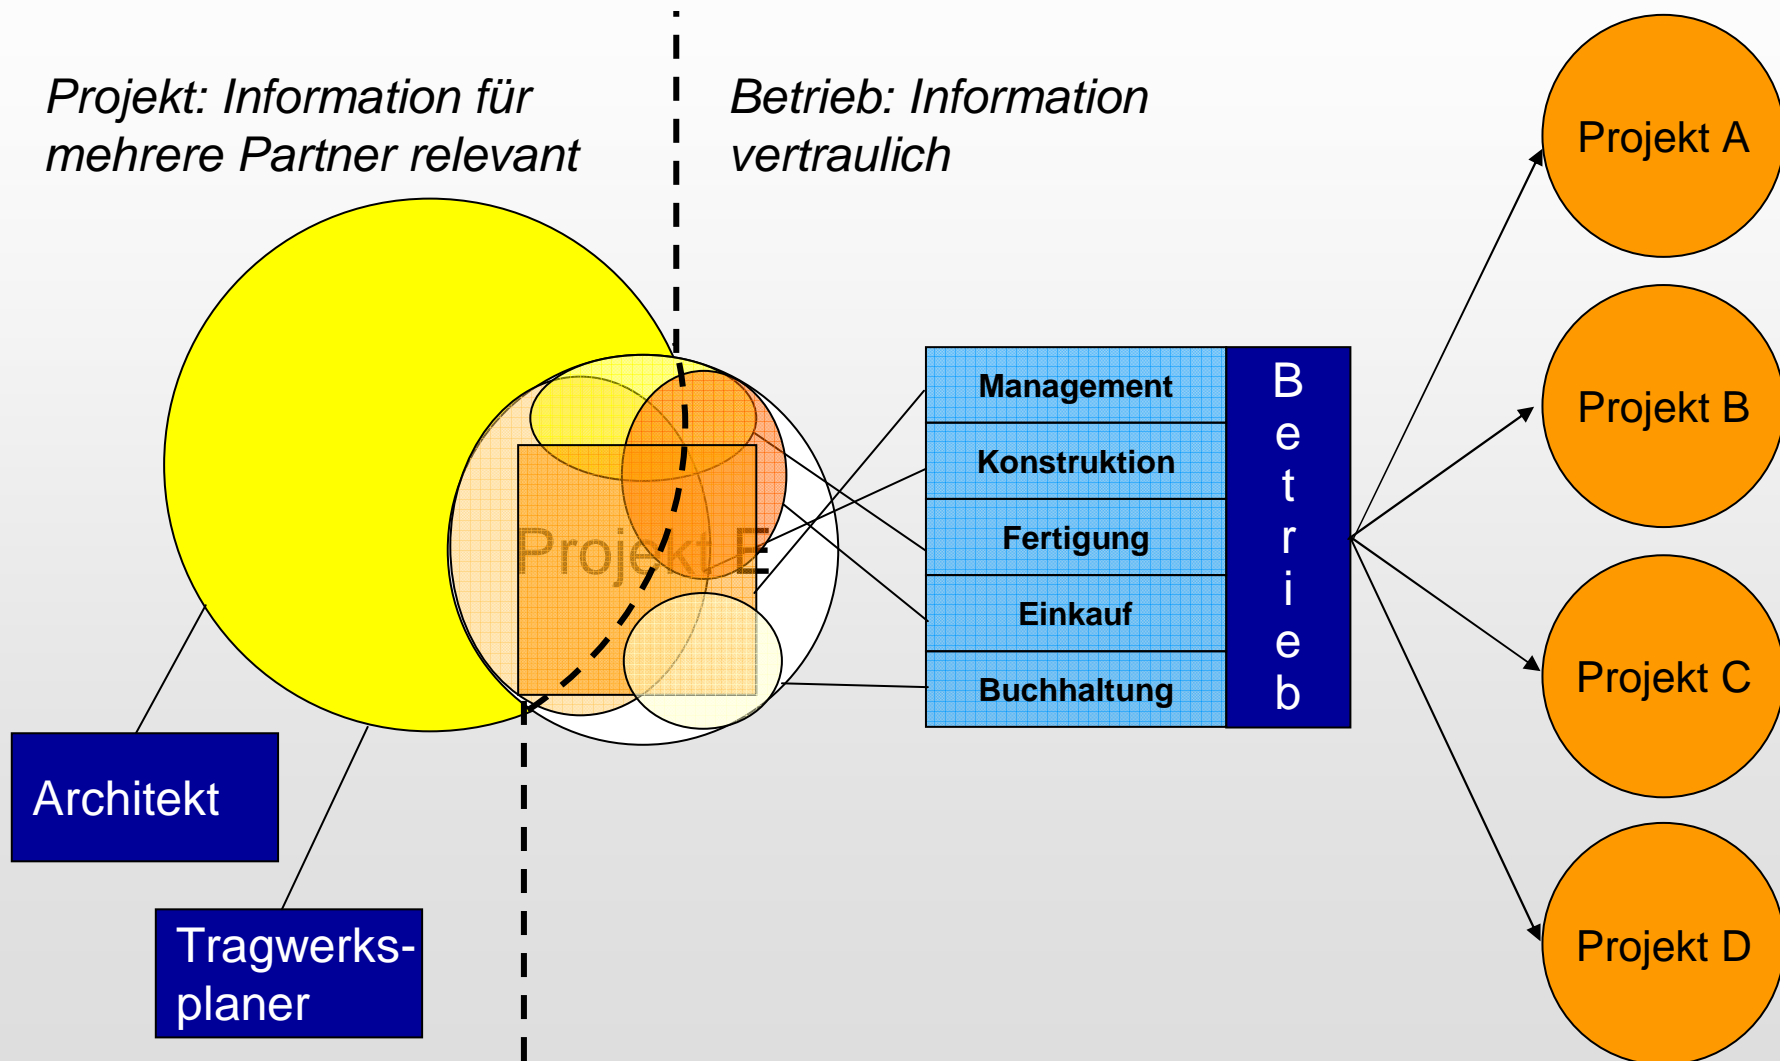 Projekt: Information für
mehrere Partner relevant
Betrieb: Information
vertraulich
Projekt E
Architekt
Tragwerks-
planer
Management
Konstruktion
Fertigung
Einkauf
Buchhaltung
Betrieb
Projekt A
Projekt B
Projekt C
Projekt D